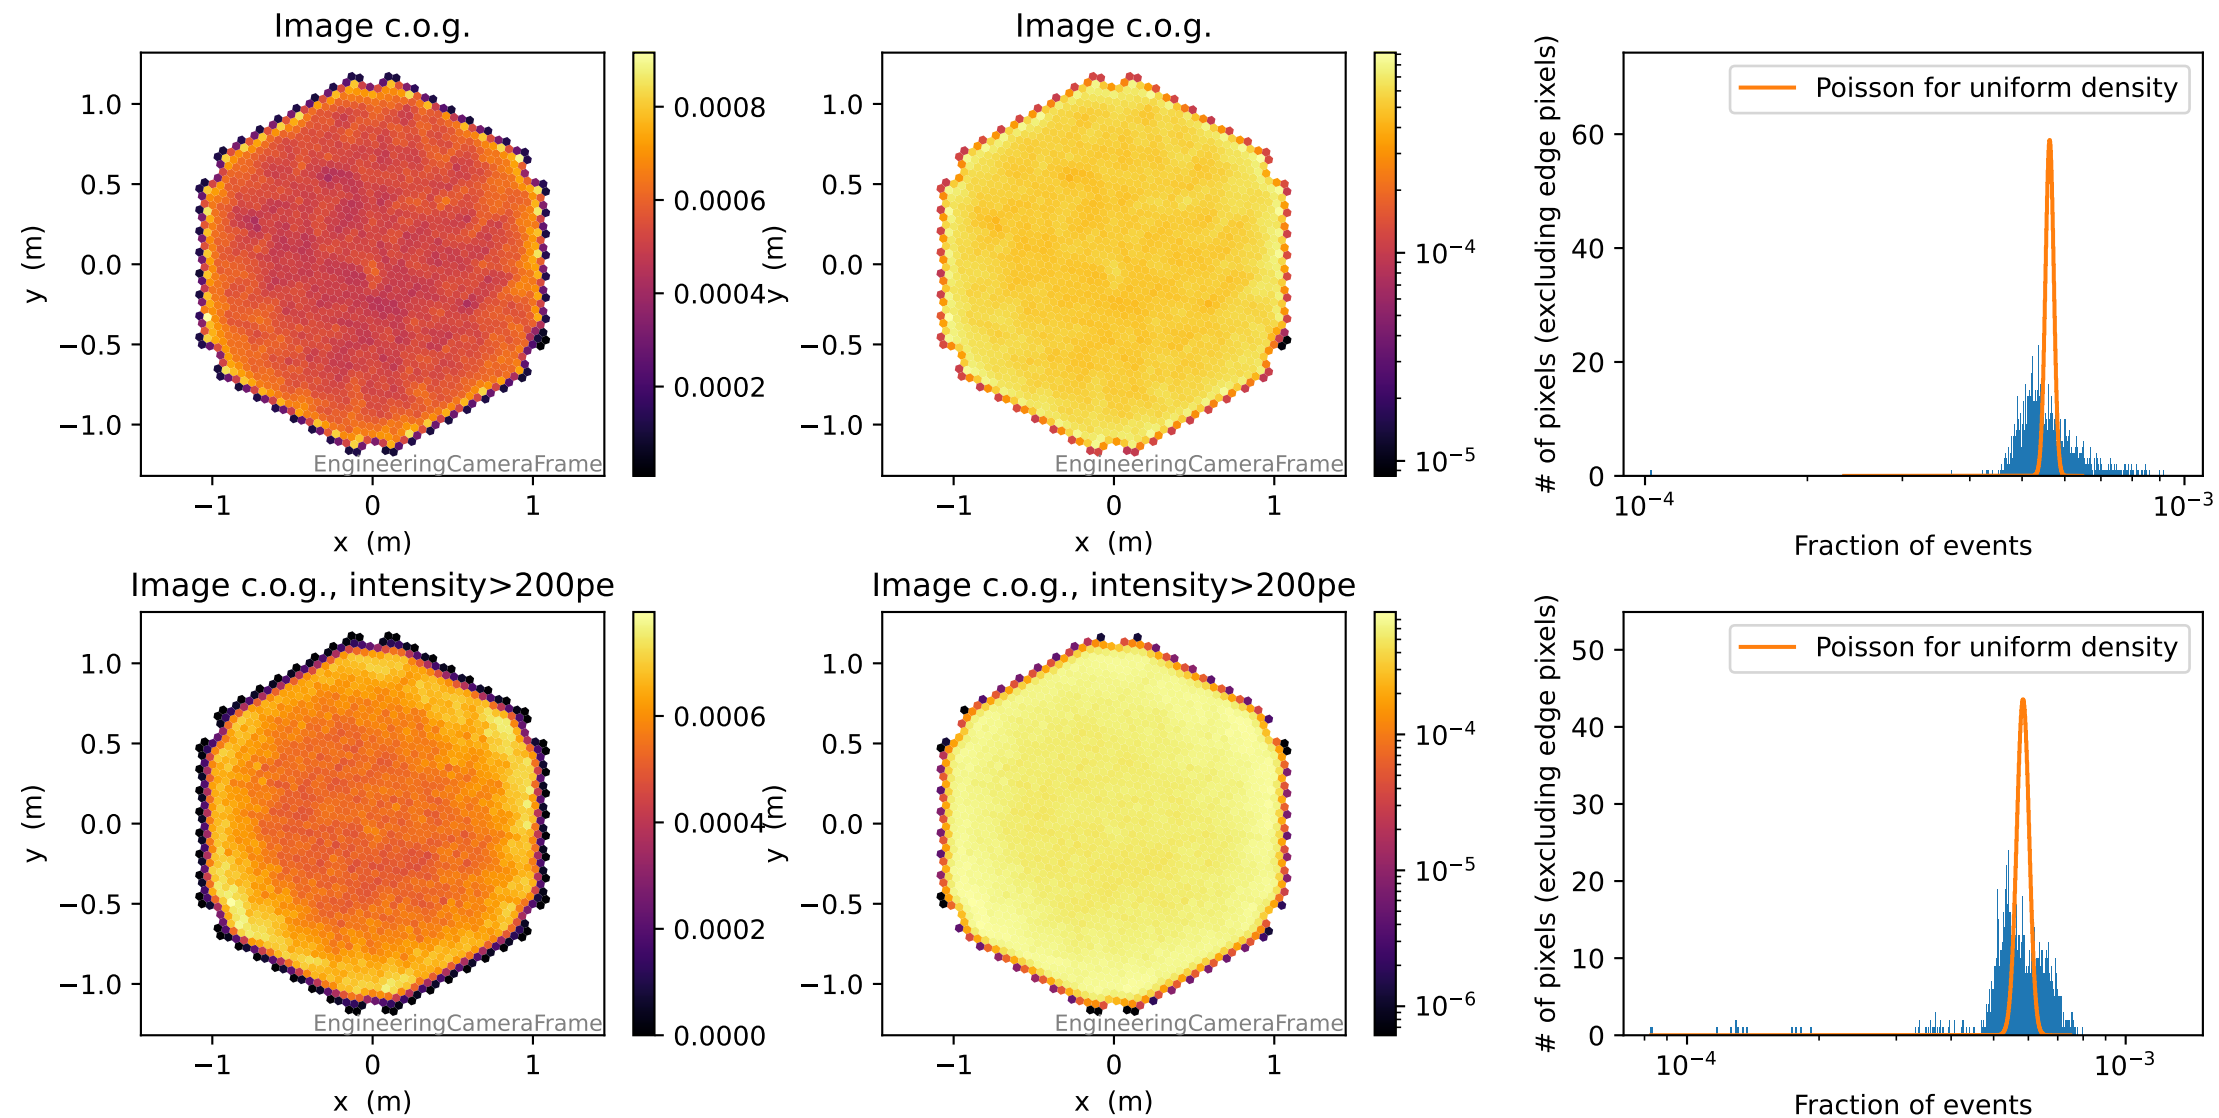 Image c.o.g.
1.0
0.5
0.0
−0.5
−1.0
y (m)
−1
0
1
x (m)
EngineeringCameraFrame
0.0008
0.0006
0.0004
0.0002
Image c.o.g.
1.0
0.5
0.0
−0.5
−1.0
y (m)
−1
0
1
x (m)
EngineeringCameraFrame
10⁻⁴
10⁻⁵
# of pixels (excluding edge pixels)
60
40
20
0
Poisson for uniform density
10⁻⁴
10⁻³
Fraction of events
Image c.o.g., intensity>200pe
1.0
0.5
0.0
−0.5
−1.0
y (m)
−1
0
1
x (m)
EngineeringCameraFrame
0.0006
0.0004
0.0002
0.0000
Image c.o.g., intensity>200pe
1.0
0.5
0.0
−0.5
−1.0
y (m)
−1
0
1
x (m)
EngineeringCameraFrame
10⁻⁴
10⁻⁵
10⁻⁶
# of pixels (excluding edge pixels)
50
40
30
20
10
0
Poisson for uniform density
10⁻⁴
10⁻³
Fraction of events